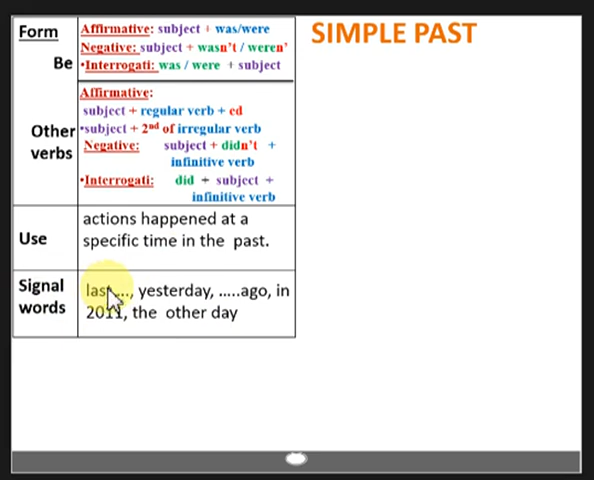 SIMPLE PAST
Form
Be
Affirmative: subject + was/were
Negative: subject + wasn't / weren'
•Interrogati: was / were + subject
Other
verbs
Affirmative:
subject + regular verb + ed
•subject + 2nd of irregular verb
Negative: subject + didn't +
infinitive verb
•Interrogati: did + subject +
infinitive verb
Use
actions happened at a
specific time in the past.
Signal
words
last..., yesterday, .....ago, in
2011, the other day